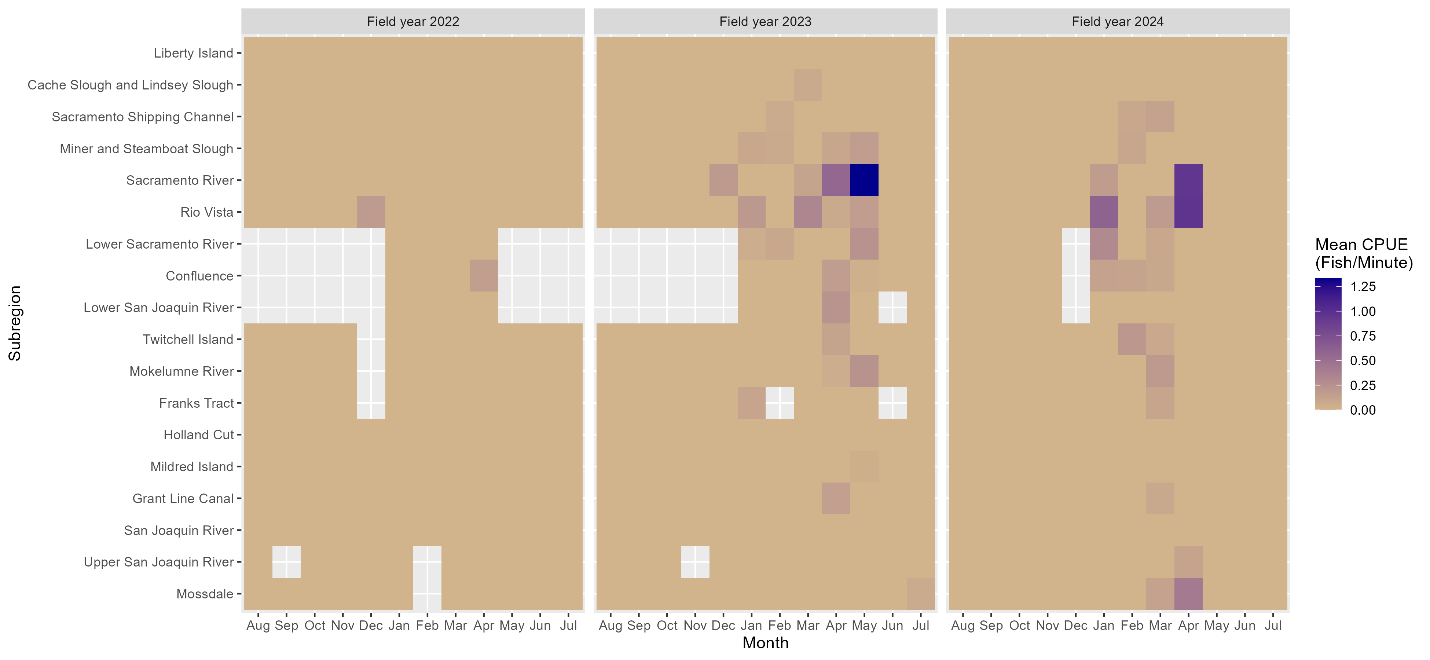 Field year 2022
Field year 2023
Field year 2024
Subregion
Liberty Island
Cache Slough and Lindsey Slough
Sacramento Shipping Channel
Miner and Steamboat Slough
Sacramento River
Rio Vista
Lower Sacramento River
Confluence
Lower San Joaquin River
Twitchell Island
Mokelumne River
Franks Tract
Holland Cut
Mildred Island
Grant Line Canal
San Joaquin River
Upper San Joaquin River
Mossdale
Aug Sep Oct Nov Dec Jan Feb Mar Apr May Jun Jul
Aug Sep Oct Nov Dec Jan Feb Mar Apr May Jun Jul
Aug Sep Oct Nov Dec Jan Feb Mar Apr May Jun Jul
Month
Mean CPUE
(Fish/Minute)
1.25
1.00
0.75
0.50
0.25
0.00